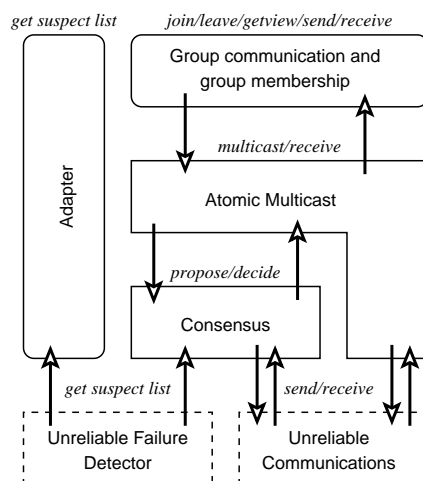 get suspect list
join/leave/getview/send/receive
Group communication and
group membership
multicast/receive
Adapter
Atomic Multicast
propose/decide
Consensus
get suspect list
send/receive
Unreliable Failure
Detector
Unreliable
Communications